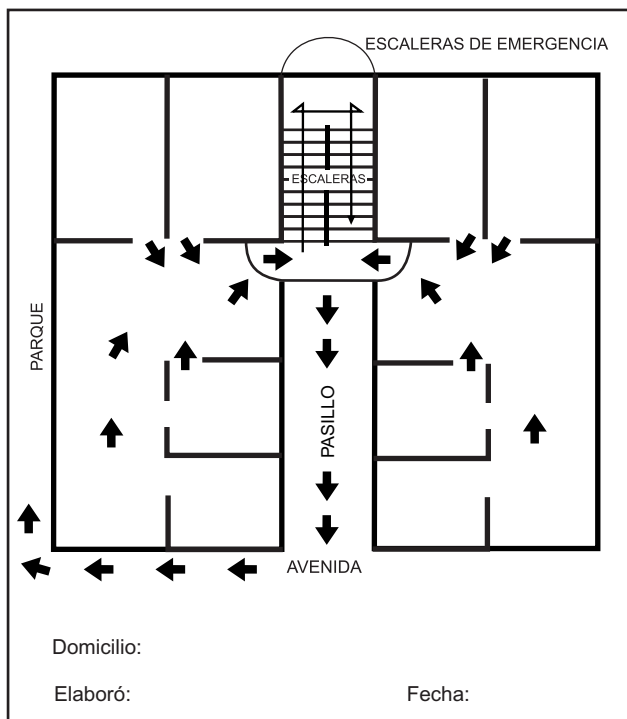 ESCALERAS DE EMERGENCIA
ESCALERAS
PARQUE
PASILLO
AVENIDA
Domicilio:
Elaboró:
Fecha: